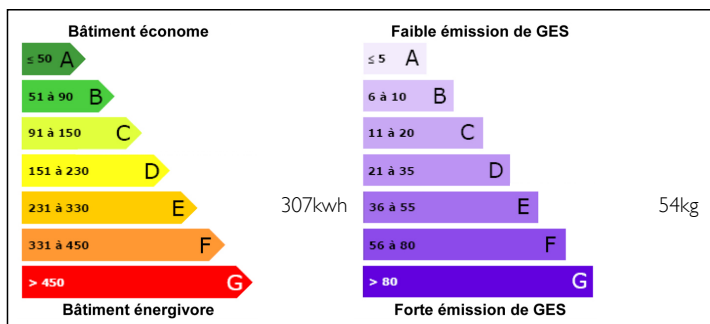 Bâtiment économe
≤ 50 A
51 à 90 B
91 à 150 C
151 à 230 D
231 à 330 E
307kwh
331 à 450 F
> 450 G
Bâtiment énergivore
Faible émission de GES
≤ 5 A
6 à 10 B
11 à 20 C
21 à 35 D
36 à 55 E
54kg
56 à 80 F
> 80 G
Forte émission de GES